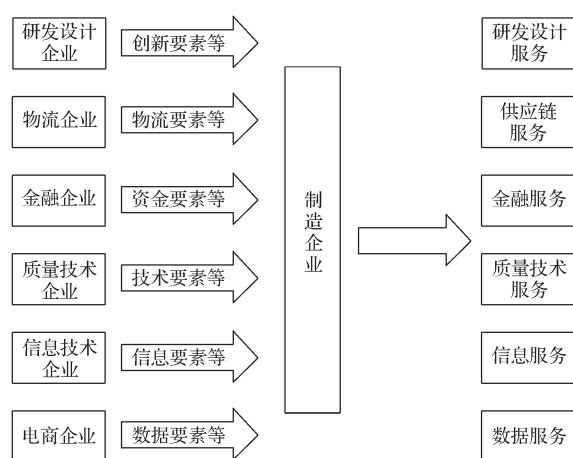 研发设计
企业
创新要素等
研发设计
服务
物流企业
物流要素等
供应链
服务
金融企业
资金要素等
制
造
企
业
金融服务
质量技术
企业
技术要素等
质量技术
服务
信息技术
企业
信息要素等
信息服务
电商企业
数据要素等
数据服务